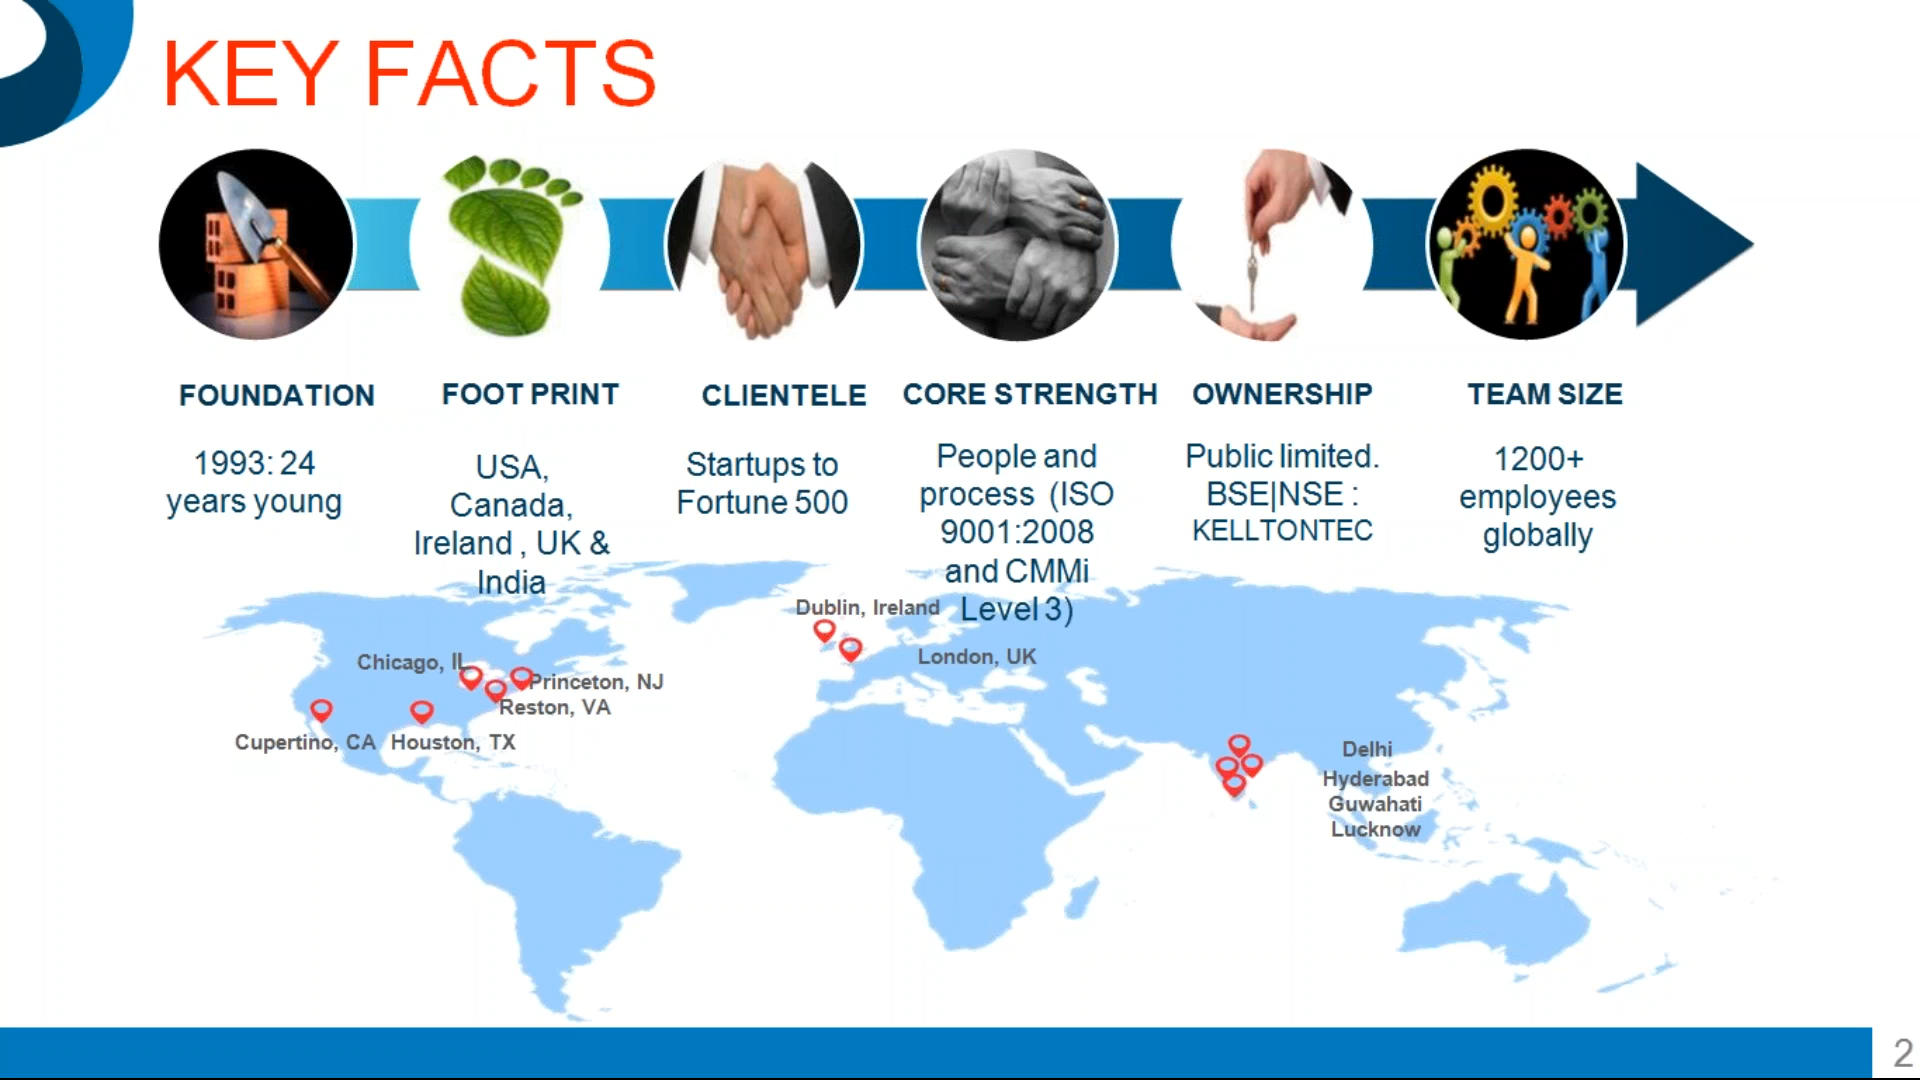 KEY FACTS
FOUNDATION
1993: 24
years young
FOOT PRINT
USA,
Canada,
Ireland , UK &
India
CLIENTELE
Startups to
Fortune 500
CORE STRENGTH
People and
process (ISO
9001:2008
and CMMi
Level 3)
OWNERSHIP
Public limited.
BSE|NSE :
KELLTONTEC
TEAM SIZE
1200+
employees
globally
Dublin, Ireland
London, UK
Chicago, IL
Princeton, NJ
Reston, VA
Cupertino, CA
Houston, TX
Delhi
Hyderabad
Guwahati
Lucknow
2